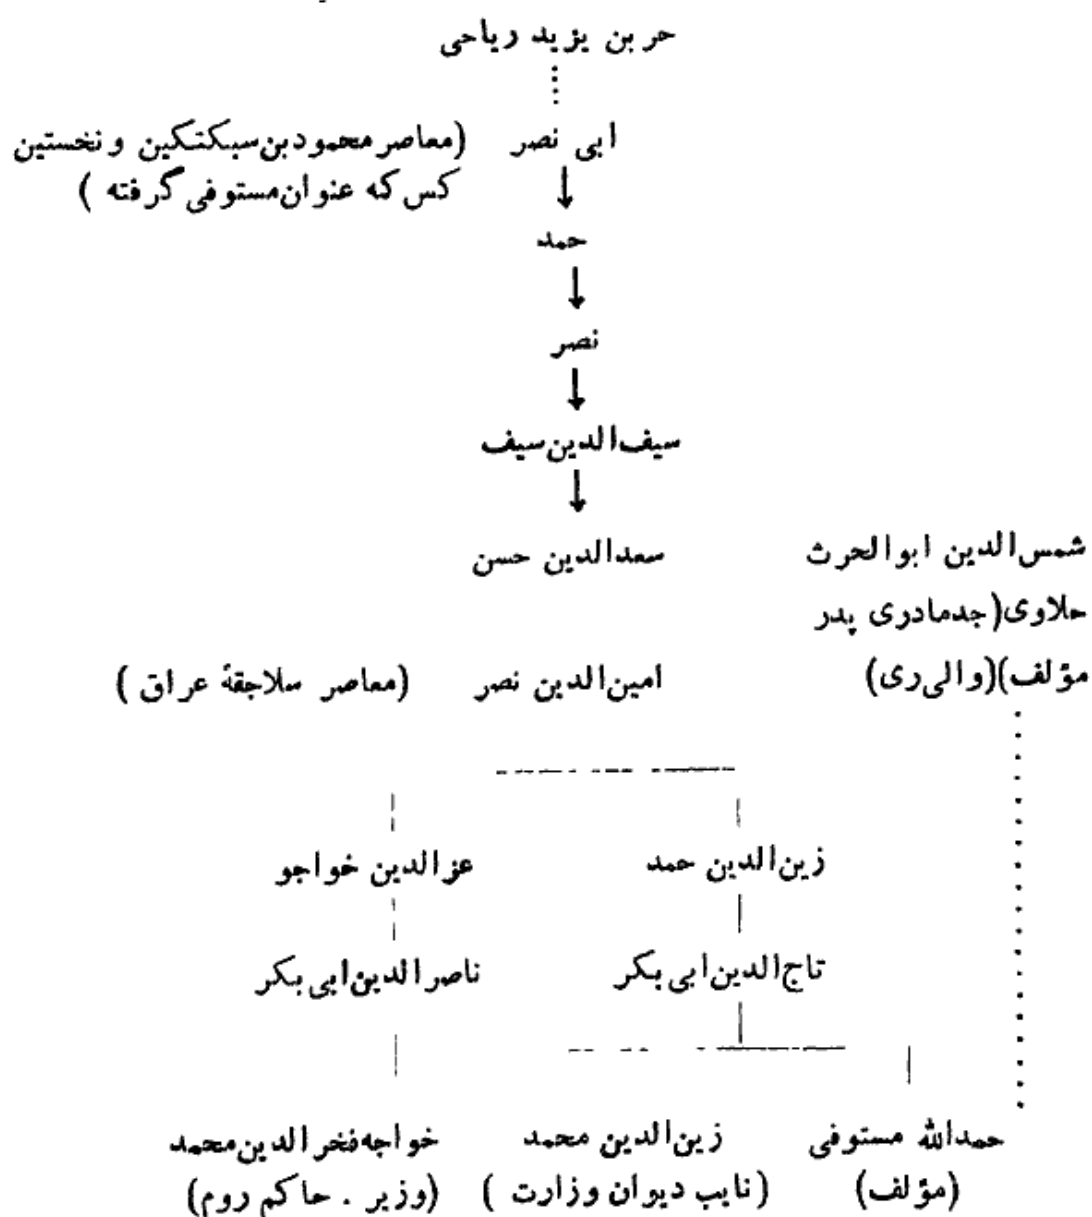 حر بن یزید ریاحی
ابی نصر (معاصر محمود بن سبکتکین و نخستین
کس که عنوان مستوفی گرفته)
حمد
نصر
سیف‌الدین سیف
شمس‌الدین ابوالحرث سعدالدین حسن
حلاوی (جدمادری پدر
مؤلف)(والی ری) امین‌الدین نصر (معاصر سلاجقهٔ عراق)
زین‌الدین حمد عزالدین خواجو
تاج‌الدین ابی بکر ناصرالدین ابی بکر
حمدالله مستوفی زین‌الدین محمد خواجه فخرالدین محمد
(مؤلف) (نایب دیران وزارت) (وزیر . حاکم روم)